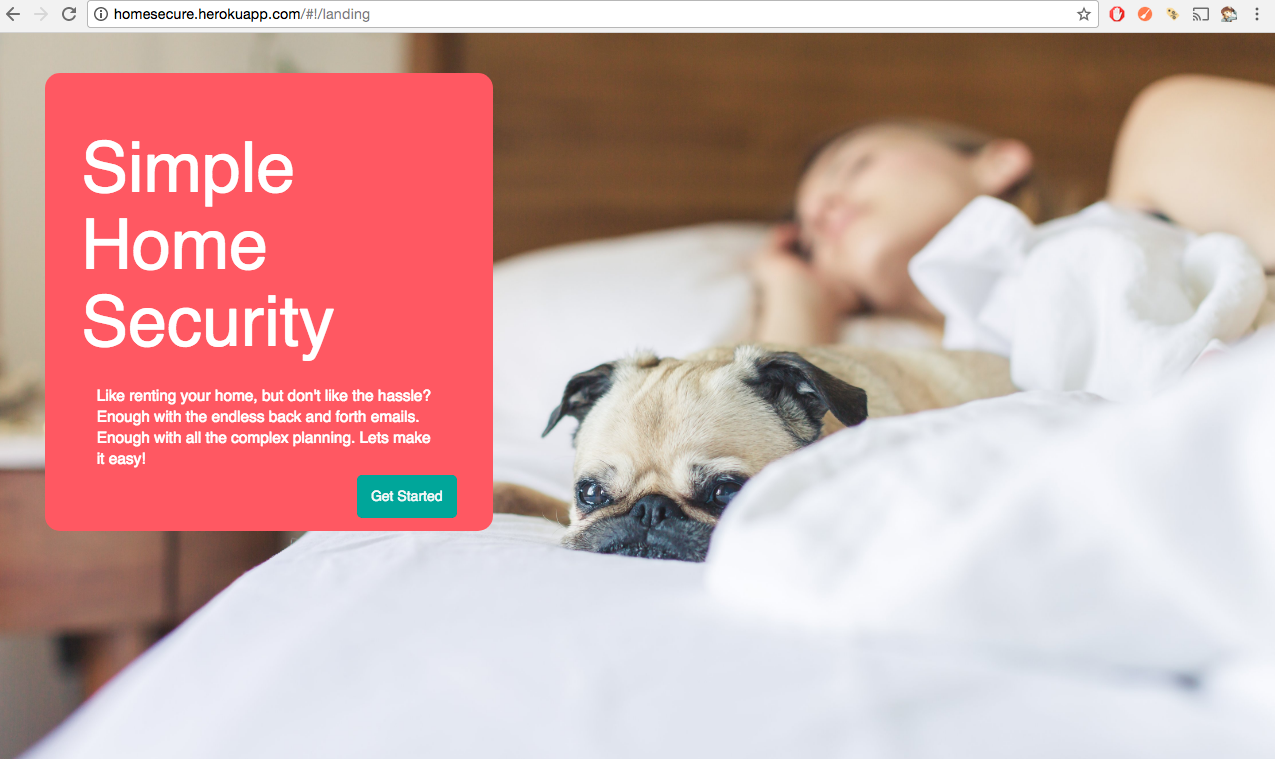 homesecure.herokuapp.com/#!/landing
Simple
Home
Security
Like renting your home, but don't like the hassle?
Enough with the endless back and forth emails.
Enough with all the complex planning. Lets make
it easy!
Get Started